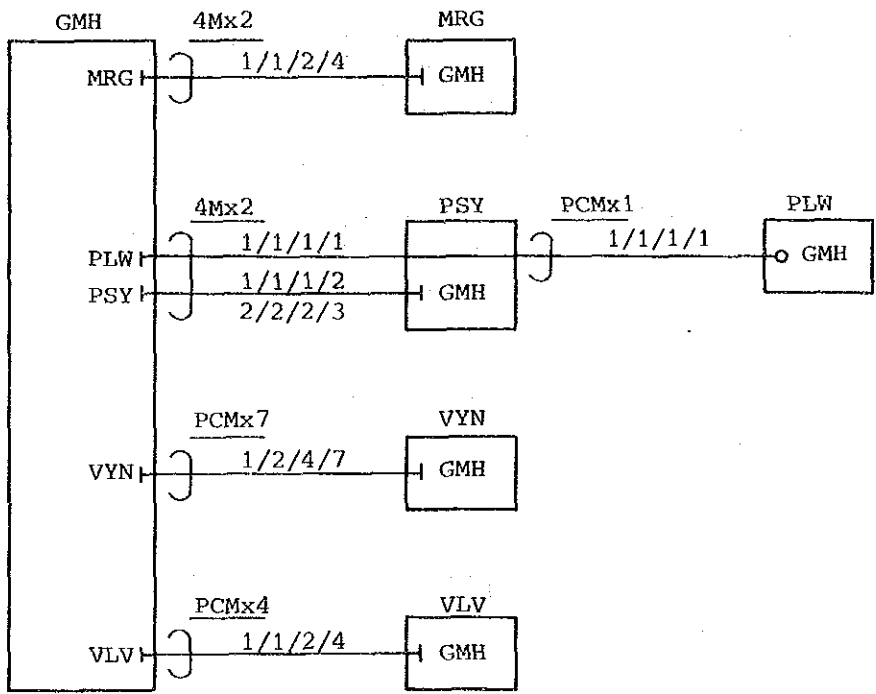 GMH 4Mx2 MRG
MRG 1/1/2/4 GMH
4Mx2 PSY PCMx1 PLW
PLW 1/1/1/1 1/1/1/1 GMH
PSY 1/1/1/2 GMH
2/2/2/3
PCMx7 VYN
VYN 1/2/4/7 GMH
PCMx4 VLV
VLV 1/1/2/4 GMH